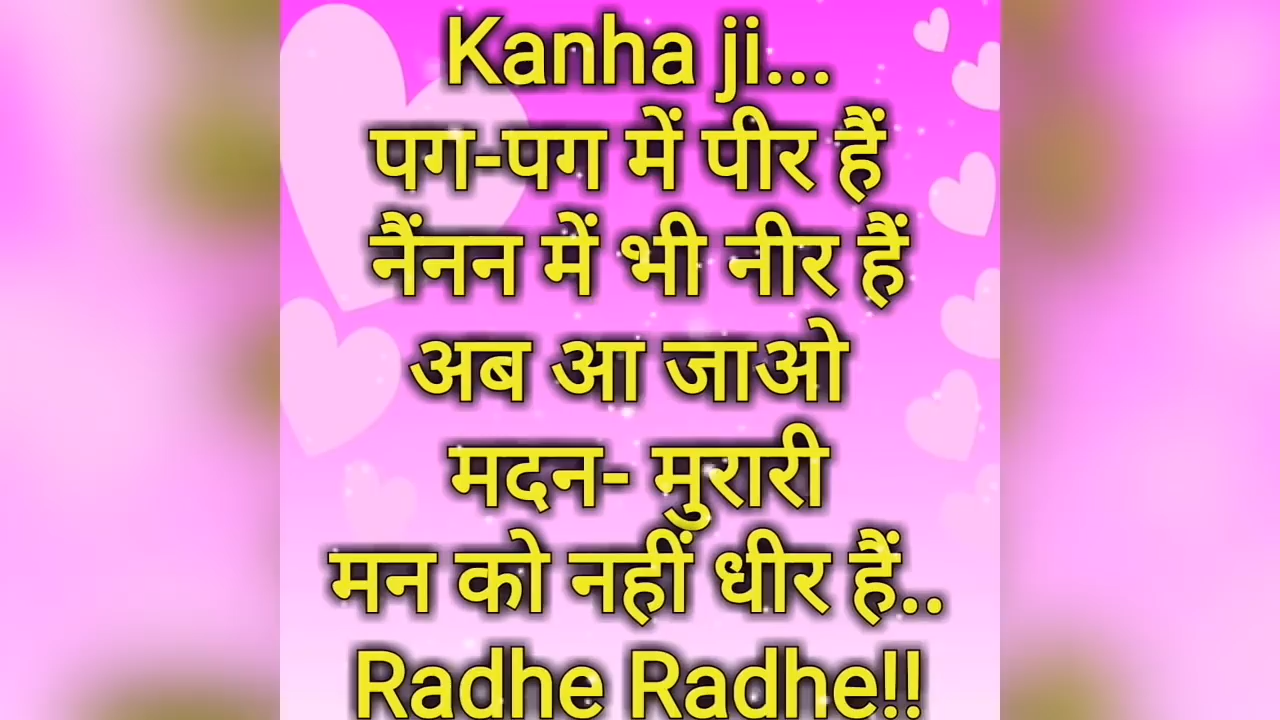 Kanha ji...
पग-पग में पीर हैं
नैंनन में भी नीर हैं
अब आ जाओ
मदन- मुरारी
मन को नहीं धीर हैं..
Radhe Radhe!!